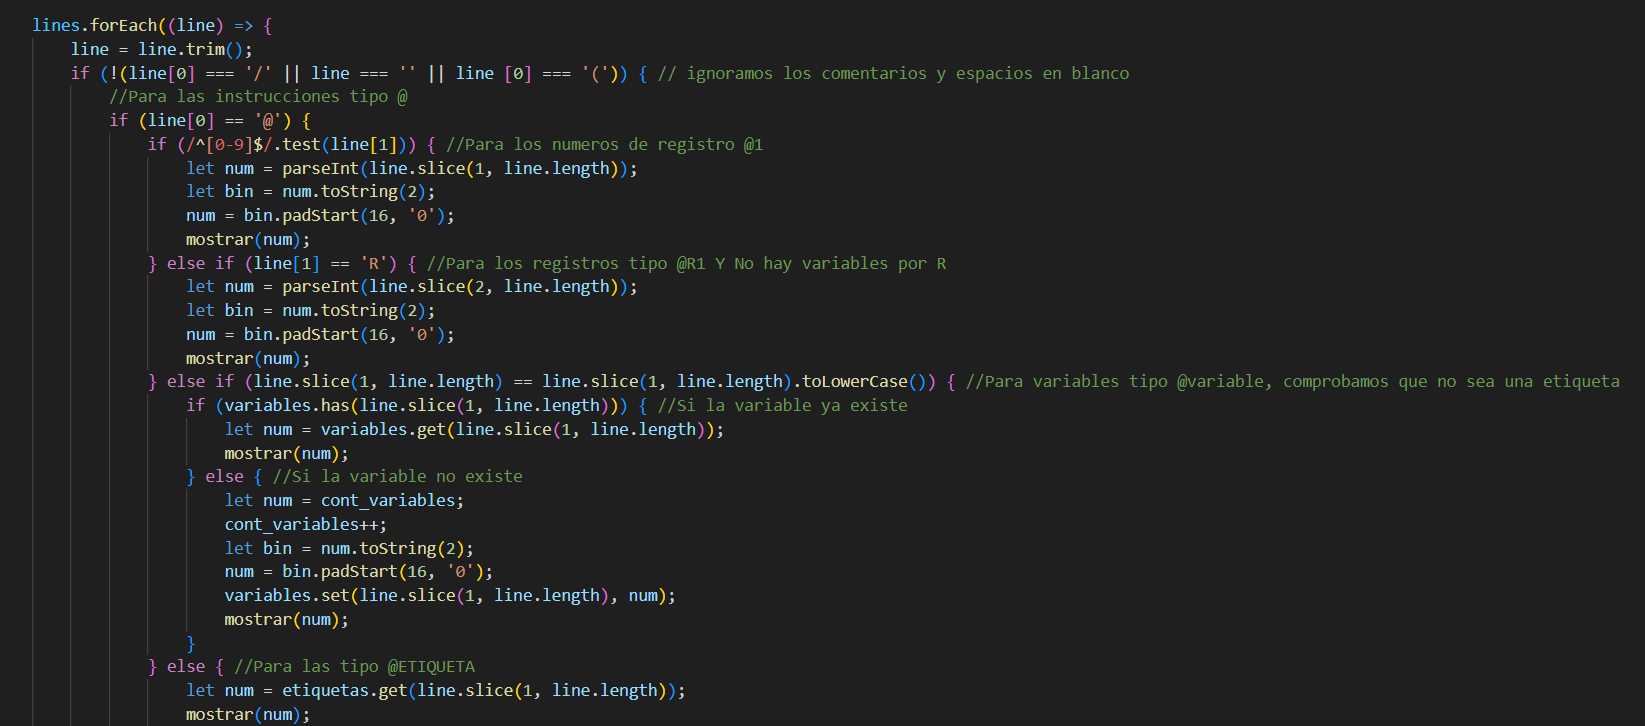 lines.forEach((line) => {
line = line.trim();
if (!(line[0] === '/' || line === '' || line [0] === '(')) { // ignoramos los comentarios y espacios en blanco
//Para las instrucciones tipo @
if (line[0] == '@') {
if (/^[0-9]$/.test(line[1])) { //Para los numeros de registro @1
let num = parseInt(line.slice(1, line.length));
let bin = num.toString(2);
num = bin.padStart(16, '0');
mostrar(num);
} else if (line[1] == 'R') { //Para los registros tipo @R1 Y No hay variables por R
let num = parseInt(line.slice(2, line.length));
let bin = num.toString(2);
num = bin.padStart(16, '0');
mostrar(num);
} else if (line.slice(1, line.length) == line.slice(1, line.length).toLowerCase()) { //Para variables tipo @variable, comprobamos que no sea una etiqueta
if (variables.has(line.slice(1, line.length))) { //Si la variable ya existe
let num = variables.get(line.slice(1, line.length));
mostrar(num);
} else { //Si la variable no existe
let num = cont_variables;
cont_variables++;
let bin = num.toString(2);
num = bin.padStart(16, '0');
variables.set(line.slice(1, line.length), num);
mostrar(num);
}
} else { //Para las tipo @ETIQUETA
let num = etiquetas.get(line.slice(1, line.length));
mostrar(num);